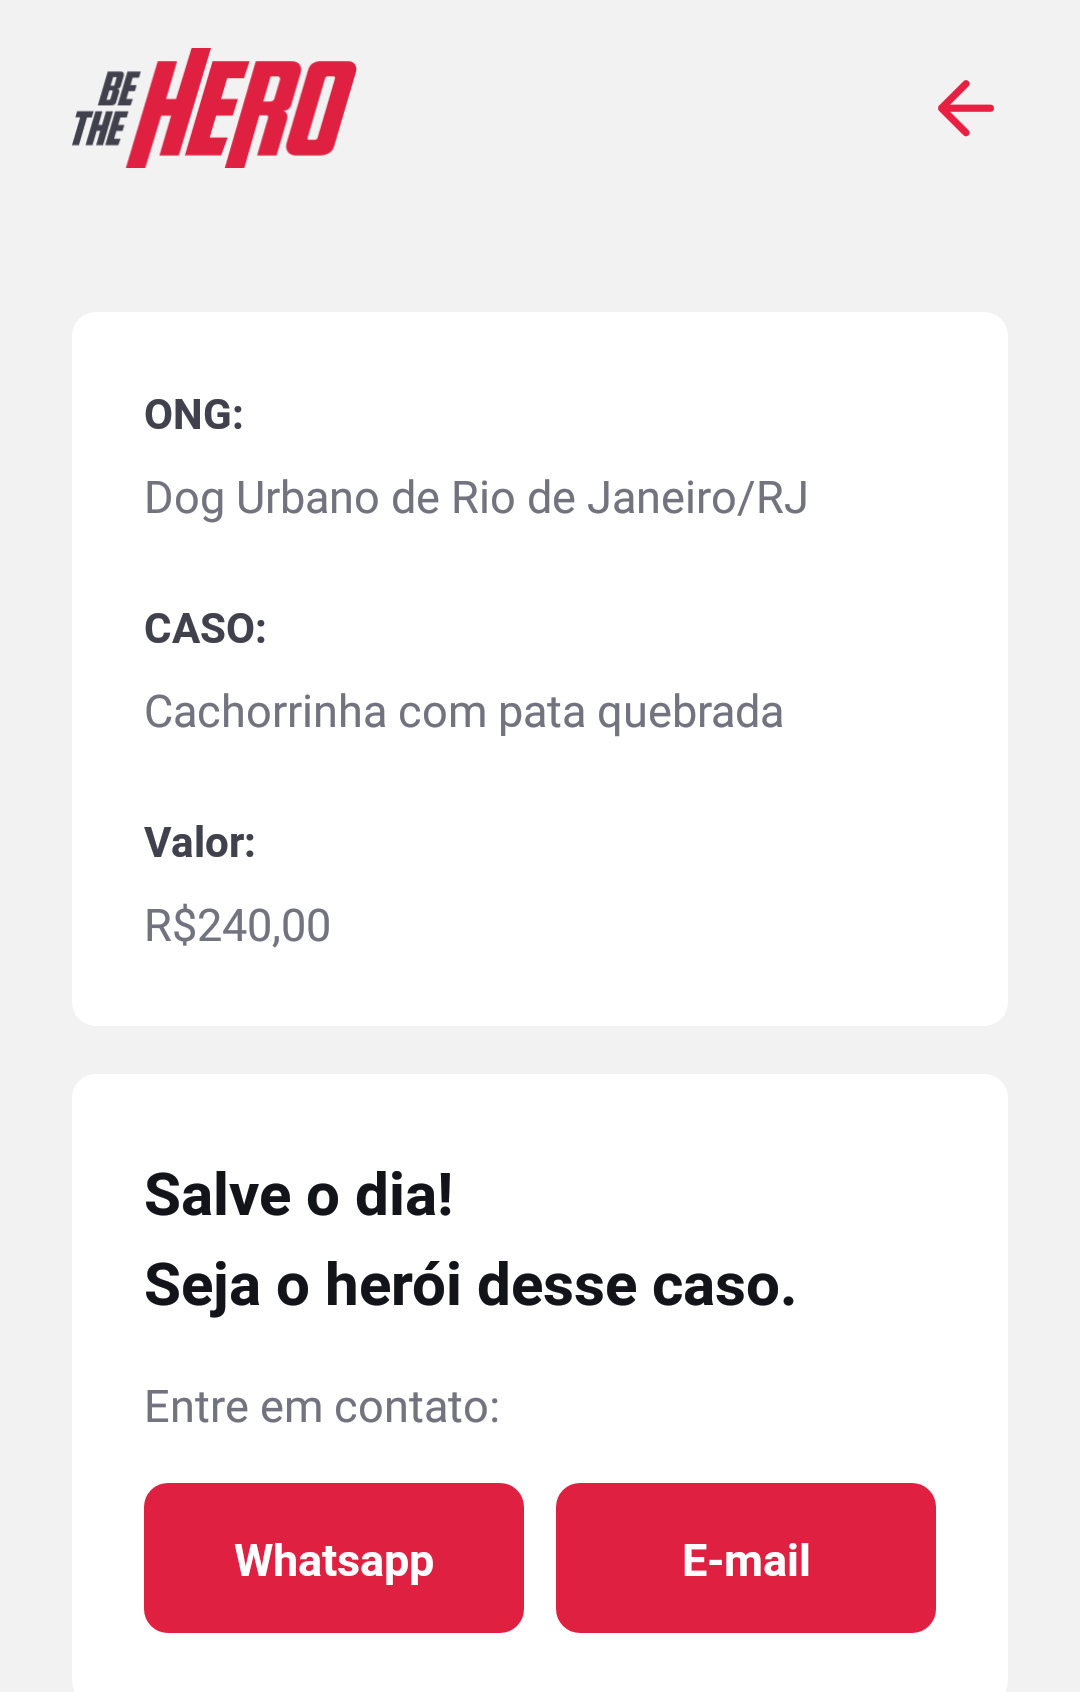 BE
THE HERO
ONG:
Dog Urbano de Rio de Janeiro/RJ
CASO:
Cachorrinha com pata quebrada
Valor:
R$240,00
Salve o dia!
Seja o herói desse caso.
Entre em contato:
Whatsapp E-mail